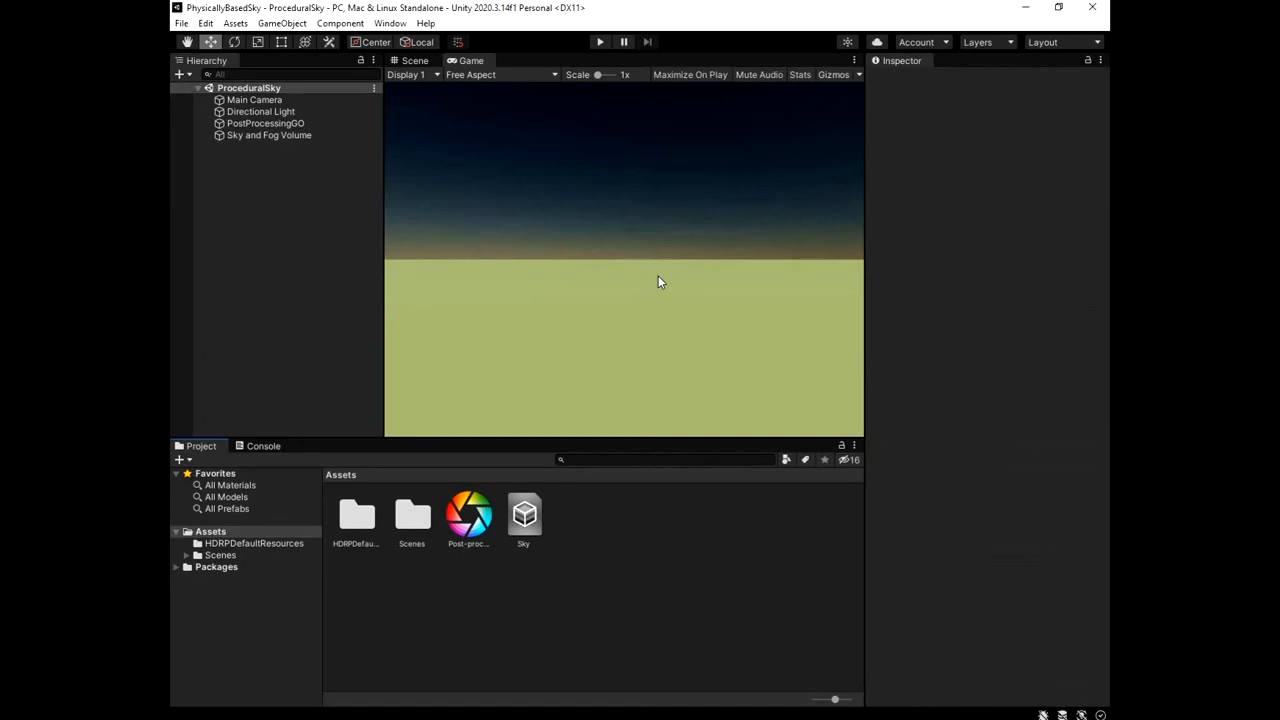 PhysicallyBasedSky - ProceduralSky - PC, Mac & Linux Standalone - Unity 2020.3.14f1 Personal <DX11>
File Edit Assets GameObject Component Window Help
Center Local Account Layers Layout
Hierarchy Scene Game Inspector
All Display 1 Free Aspect Scale 1x Maximize On Play Mute Audio Stats Gizmos
ProceduralSky
Main Camera
Directional Light
PostProcessingGO
Sky and Fog Volume
Project Console
16
Favorites
All Materials
All Models
All Prefabs
Assets
HDRPDefaultResources
Scenes
Packages
Assets
HDRPDefau... Scenes Post-proc... Sky